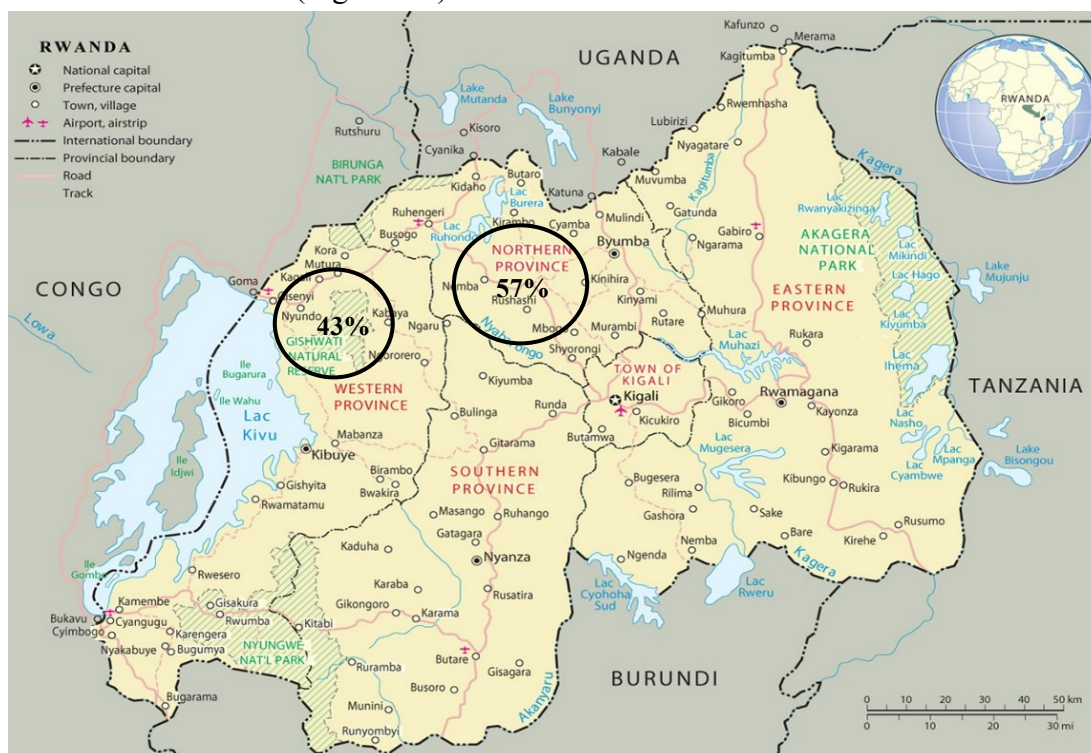 RWANDA
National capital
Prefecture capital
Town, village
Airport, airstrip
International boundary
Provincial boundary
Road
Track
UGANDA
CONGO
TANZANIA
BURUNDI
RWANDA
Kafunzo
Merama
Kagitumba
Rwemhasha
Lubirizi
Nyagatare
Kabale
Muvumba
Kagitumba
Kagera
Lake
Mutanda
Lake
Bunyonyi
Rutshuru
Kisoro
Cyanika
BIRUNGA
NAT'L PARK
Butaro
Kidaho
Katuna
Lac
Burera
Ruhengeri
Kirambo
Cyamba
Mulindi
Gatunda
Lac
Rwanyakizinga
Busogo
Lac
Ruhondo
NORTHERN
PROVINCE
Byumba
Ngarama
Gabiro
AKAGERA
NATIONAL
PARK
Lac
Mikindi
Kora
Mutura
Goma
Nemba
57%
Kinihira
Lac Hago
Lake
Mujunju
Lowa
Gisenyi
Rushashi
Kinyami
EASTERN
PROVINCE
Lac
Kiyumba
Nyundo
43%
Kabaya
Ngaru
Mbogo
Murambi
Rutare
Muhura
Rukara
GISHWATI
NATURAL
RESERVE
Ngororero
Shyorongi
Lac
Muhazi
Lac
Ihema
Ile
Bugarura
WESTERN
PROVINCE
Kiyumba
TOWN OF
KIGALI
Kigali
Rwamagana
Gikoro
Kayonza
Ile Wahu
Bulinga
Runda
Kicukiro
Bicumbi
Lac
Nasho
Lac
Kivu
Mabanza
Gitarama
Butamwa
Lac
Mugesera
Kigarama
Lac
Mpanga
Lac
Cyambwe
Lake
Bisongou
Kibuye
Ile
Idjwi
Birambo
Bwakira
SOUTHERN
PROVINCE
Bugesera
Rilima
Kibungo
Rukira
Gishyita
Rwamatamu
Masango
Ruhango
Gashora
Sake
Rusumo
Gatagara
Bare
Kirehe
Kaduha
Nyanza
Ngenda
Nemba
Kagera
Ile
Gombo
Rwesero
Karaba
Rusatira
Lac
Cyohoha
Sud
Lac
Rweru
Kamembe
Gisakura
Gikongoro
Karama
Bukavu
Cyangugu
Rwumba
Kitabi
Cyimbogo
Karengera
Nyakabuye
Bugumya
NYUNGWE
NAT'L PARK
Ruramba
Butare
Gisagara
Busoro
Akanyaru
Bugarama
Munini
Runyombyi
0 10 20 30 40 50 km
0 10 20 30 mi